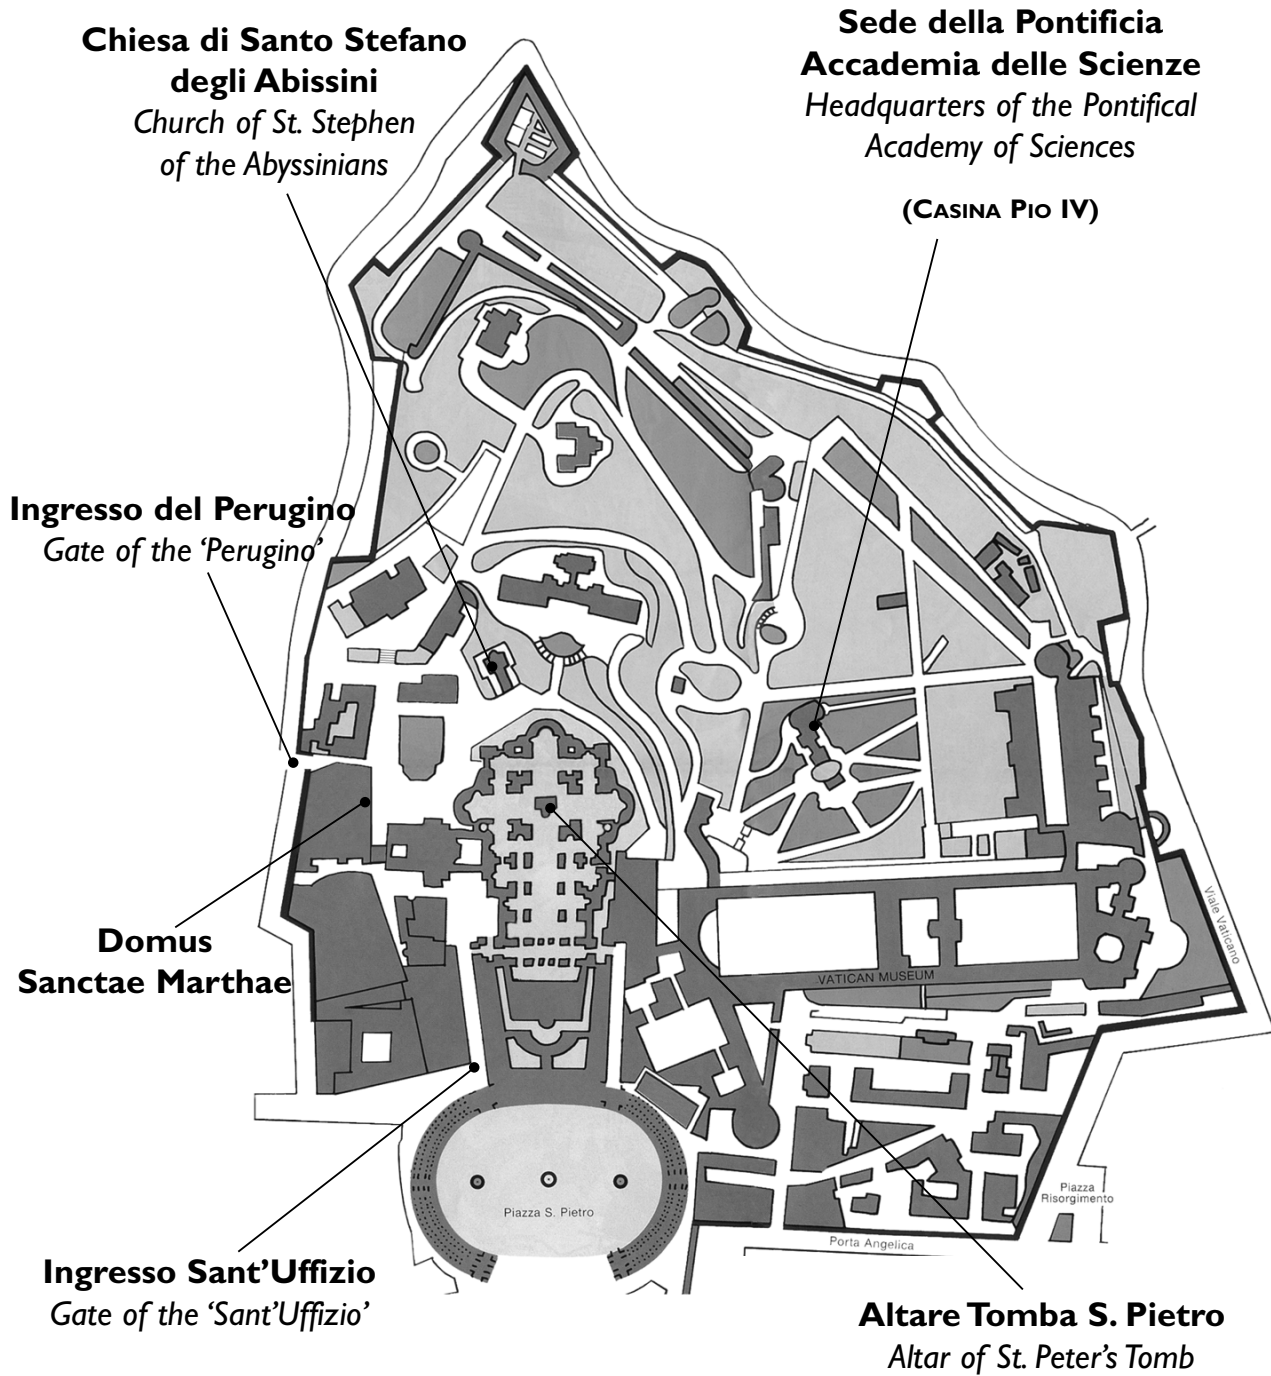 Chiesa di Santo Stefano
degli Abissini
Church of St. Stephen
of the Abyssinians
Sede della Pontificia
Accademia delle Scienze
Headquarters of the Pontifical
Academy of Sciences
(Casina Pio IV)
Ingresso del Perugino
Gate of the ‘Perugino’
Domus
Sanctae Marthae
Viale Vaticano
VATICAN MUSEUM
Piazza S. Pietro
Piazza
Risorgimento
Porta Angelica
Ingresso Sant’Uffizio
Gate of the ‘Sant’Uffizio’
Altare Tomba S. Pietro
Altar of St. Peter’s Tomb